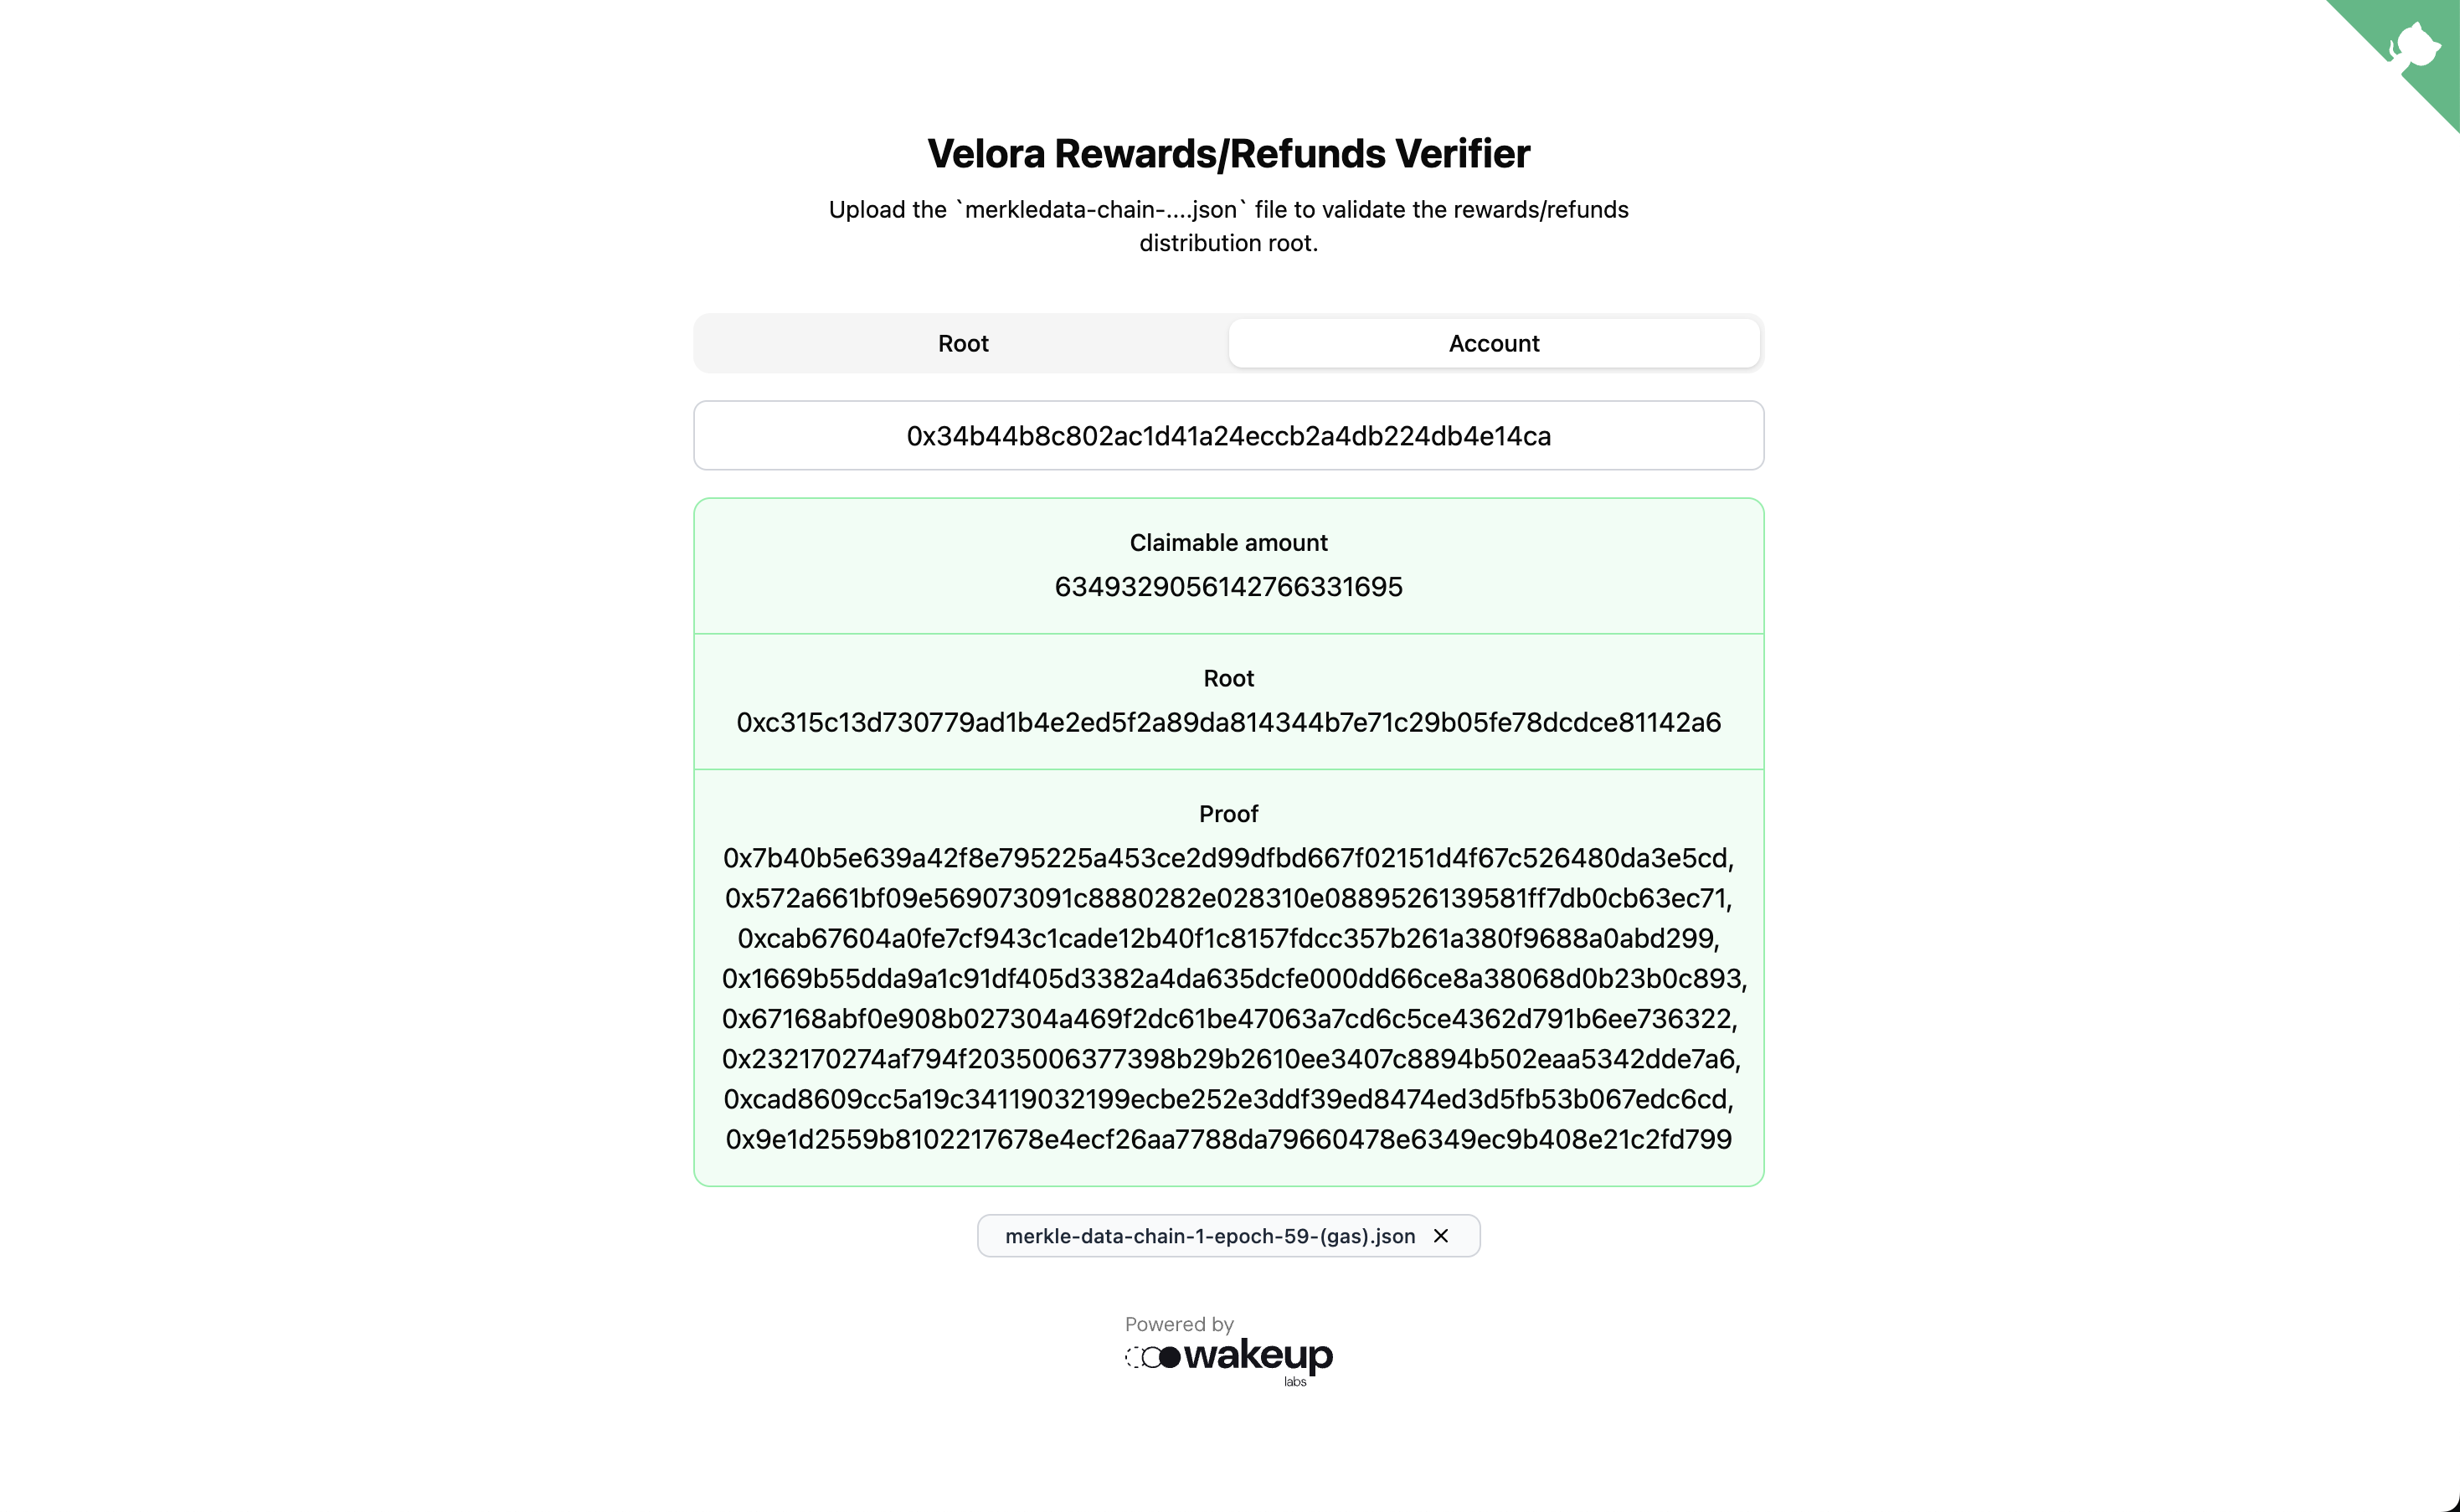 Velora Rewards/Refunds Verifier
Upload the `merkledata-chain-....json` file to validate the rewards/refunds
distribution root.
Root
Account
0x34b44b8c802ac1d41a24eccb2a4db224db4e14ca
Claimable amount
6349329056142766331695
Root
0xc315c13d730779ad1b4e2ed5f2a89da814344b7e71c29b05fe78dcdce81142a6
Proof
0x7b40b5e639a42f8e795225a453ce2d99dfbd667f02151d4f67c526480da3e5cd,
0x572a661bf09e569073091c8880282e028310e0889526139581ff7db0cb63ec71,
0xcab67604a0fe7cf943c1cade12b40f1c8157fdcc357b261a380f9688a0abd299,
0x1669b55dda9a1c91df405d3382a4da635dcfe000dd66ce8a38068d0b23b0c893,
0x67168abf0e908b027304a469f2dc61be47063a7cd6c5ce4362d791b6ee736322,
0x232170274af794f2035006377398b29b2610ee3407c8894b502eaa5342dde7a6,
0xcad8609cc5a19c34119032199ecbe252e3ddf39ed8474ed3d5fb53b067edc6cd,
0x9e1d2559b8102217678e4ecf26aa7788da79660478e6349ec9b408e21c2fd799
merkle-data-chain-1-epoch-59-(gas).json
Powered by
wakeup
labs